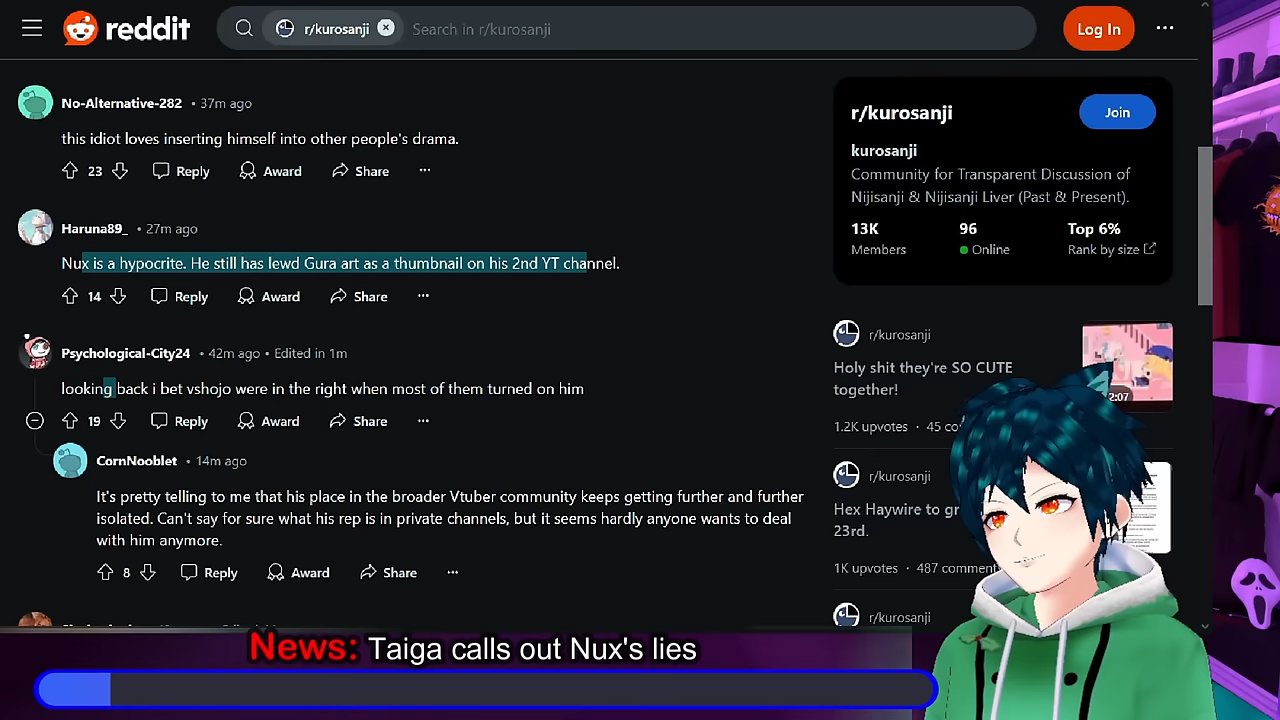 reddit
r/kurosanji
Search in r/kurosanji
Log In
No-Alternative-282 • 37m ago
this idiot loves inserting himself into other people's drama.
23 Reply Award Share
Haruna89_ • 27m ago
Nux is a hypocrite. He still has lewd Gura art as a thumbnail on his 2nd YT channel.
14 Reply Award Share
Psychological-City24 • 42m ago • Edited in 1m
looking back i bet vshojo were in the right when most of them turned on him
19 Reply Award Share
CornNooblet • 14m ago
It's pretty telling to me that his place in the broader Vtuber community keeps getting further and further
isolated. Can't say for sure what his rep is in private channels, but it seems hardly anyone wants to deal
with him anymore.
8 Reply Award Share
r/kurosanji
Join
kurosanji
Community for Transparent Discussion of
Nijisanji & Nijisanji Liver (Past & Present).
13K 96 Top 6%
Members Online Rank by size
r/kurosanji
Holy shit they're SO CUTE
together!
2:07
1.2K upvotes • 45
r/kurosanji
Hex Haywire to
23rd.
1K upvotes • 487
r/kurosanji
News: Taiga calls out Nux's lies